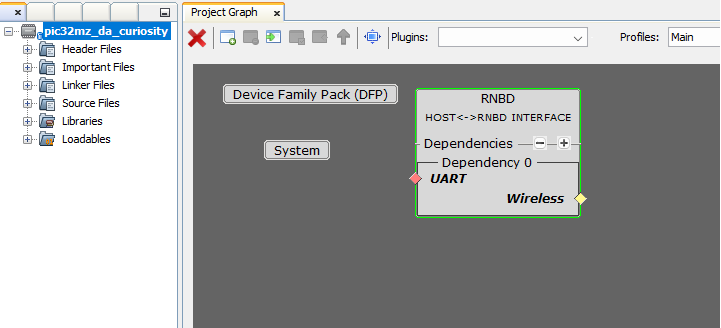 pic32mz_da_curiosity
Header Files
Important Files
Linker Files
Source Files
Libraries
Loadables
Project Graph
Plugins:
Profiles: Main
Device Family Pack (DFP)
System
RNBD
HOST<->RNBD INTERFACE
Dependencies
Dependency 0
UART
Wireless